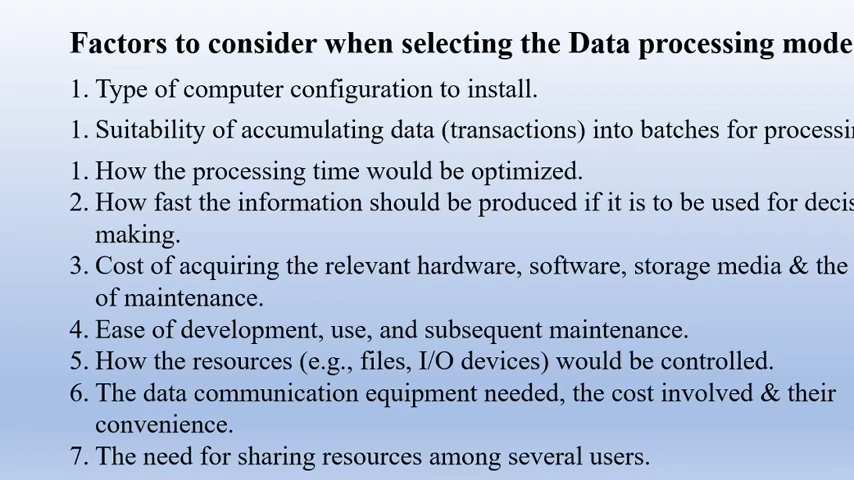 Factors to consider when selecting the Data processing mode
1. Type of computer configuration to install.
1. Suitability of accumulating data (transactions) into batches for processin
1. How the processing time would be optimized.
2. How fast the information should be produced if it is to be used for decis
making.
3. Cost of acquiring the relevant hardware, software, storage media & the
of maintenance.
4. Ease of development, use, and subsequent maintenance.
5. How the resources (e.g., files, I/O devices) would be controlled.
6. The data communication equipment needed, the cost involved & their
convenience.
7. The need for sharing resources among several users.